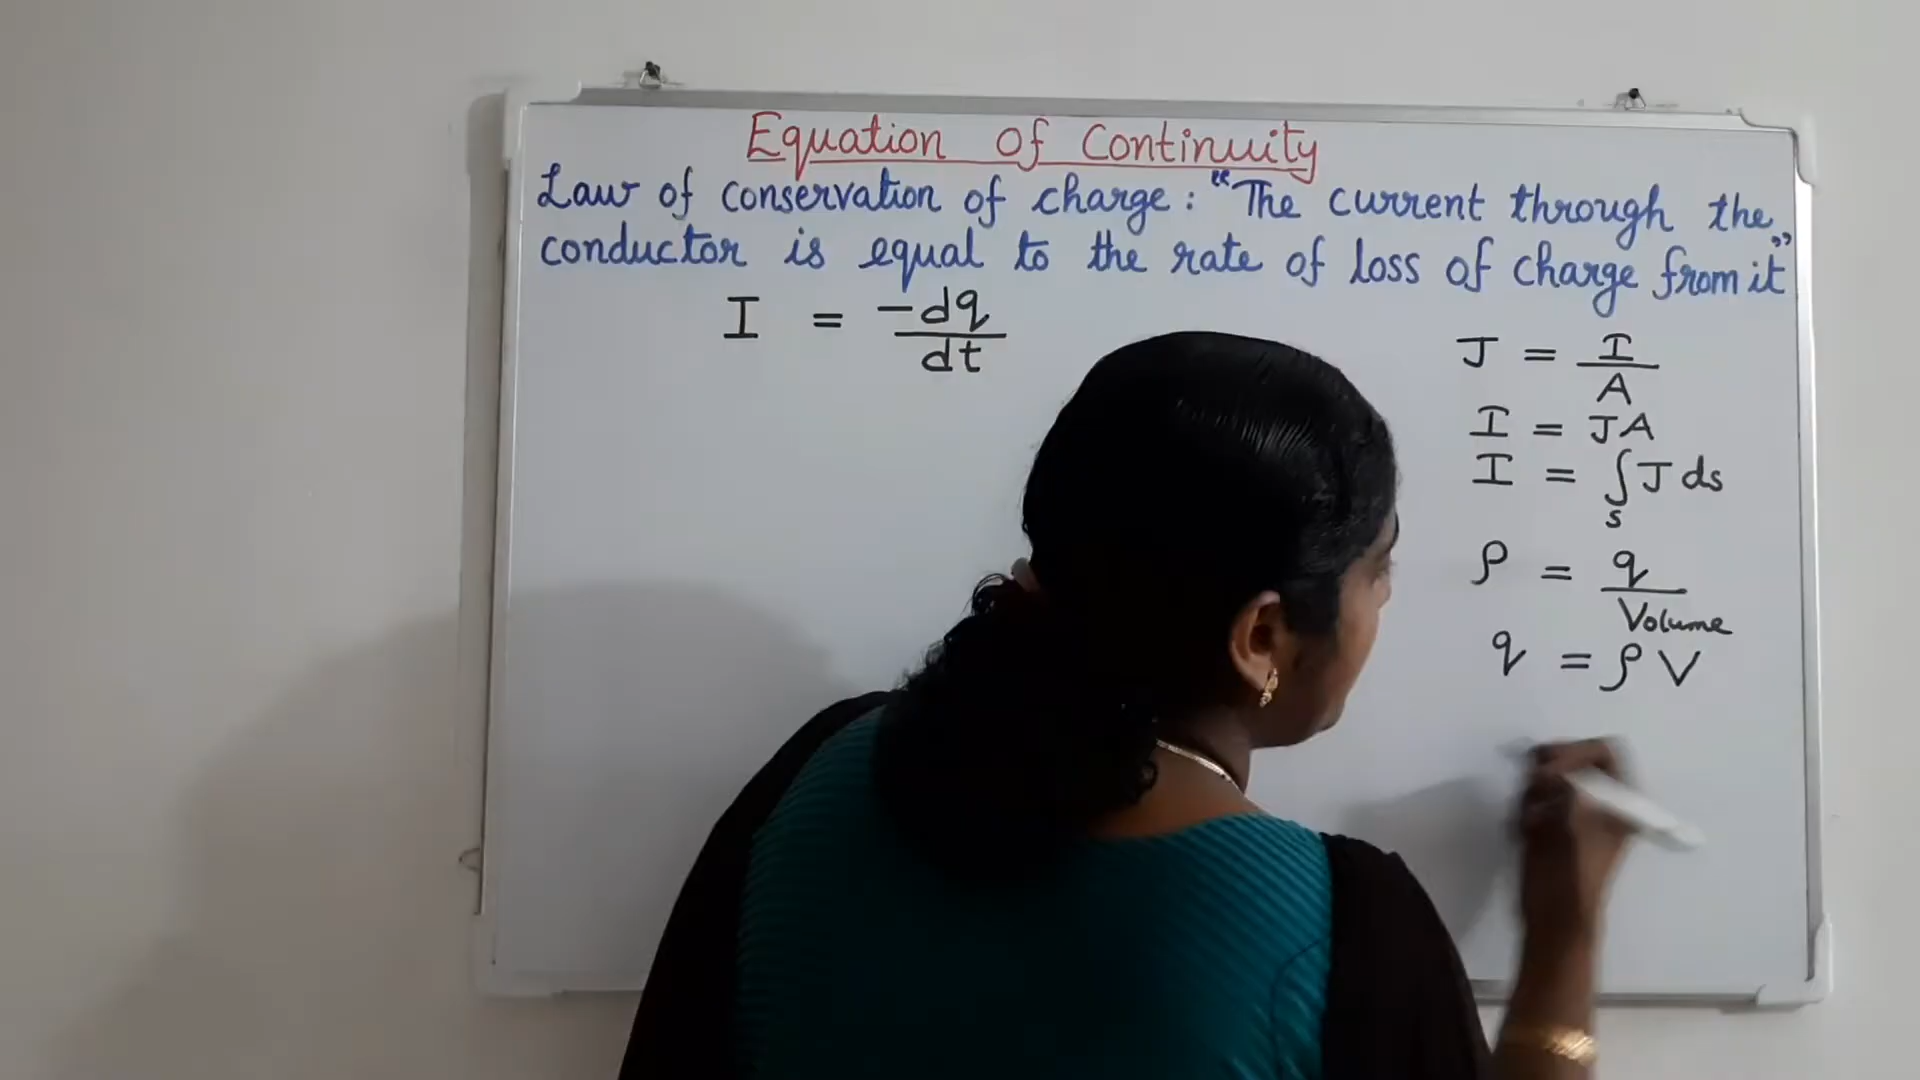 Equation of Continuity
Law of conservation of charge : "The current through the
conductor is equal to the rate of loss of charge from it"
I = -dq/dt
J = I/A
I = JA
I = ∫s J ds
ρ = q/Volume
q = ρ V